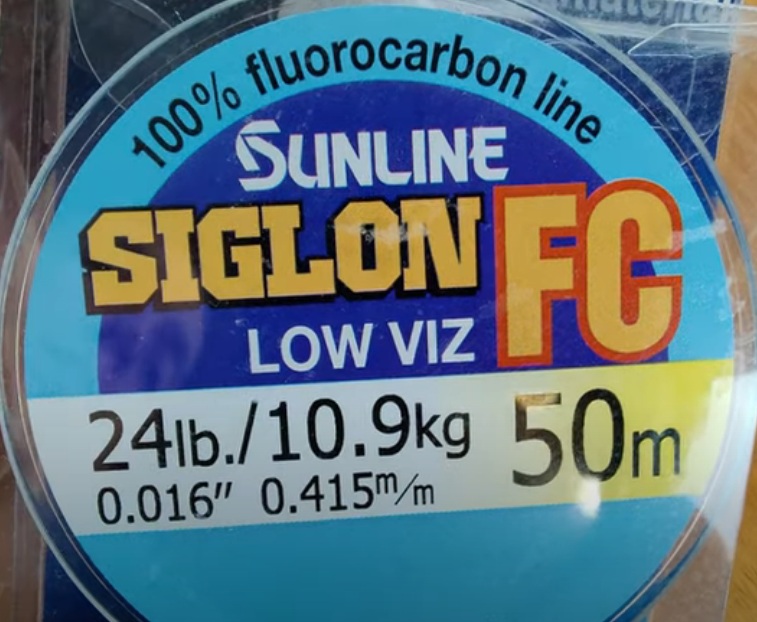 100% fluorocarbon line
SUNLINE
SIGLON FC
LOW VIZ
24lb./10.9kg 50m
0.016" 0.415m/m